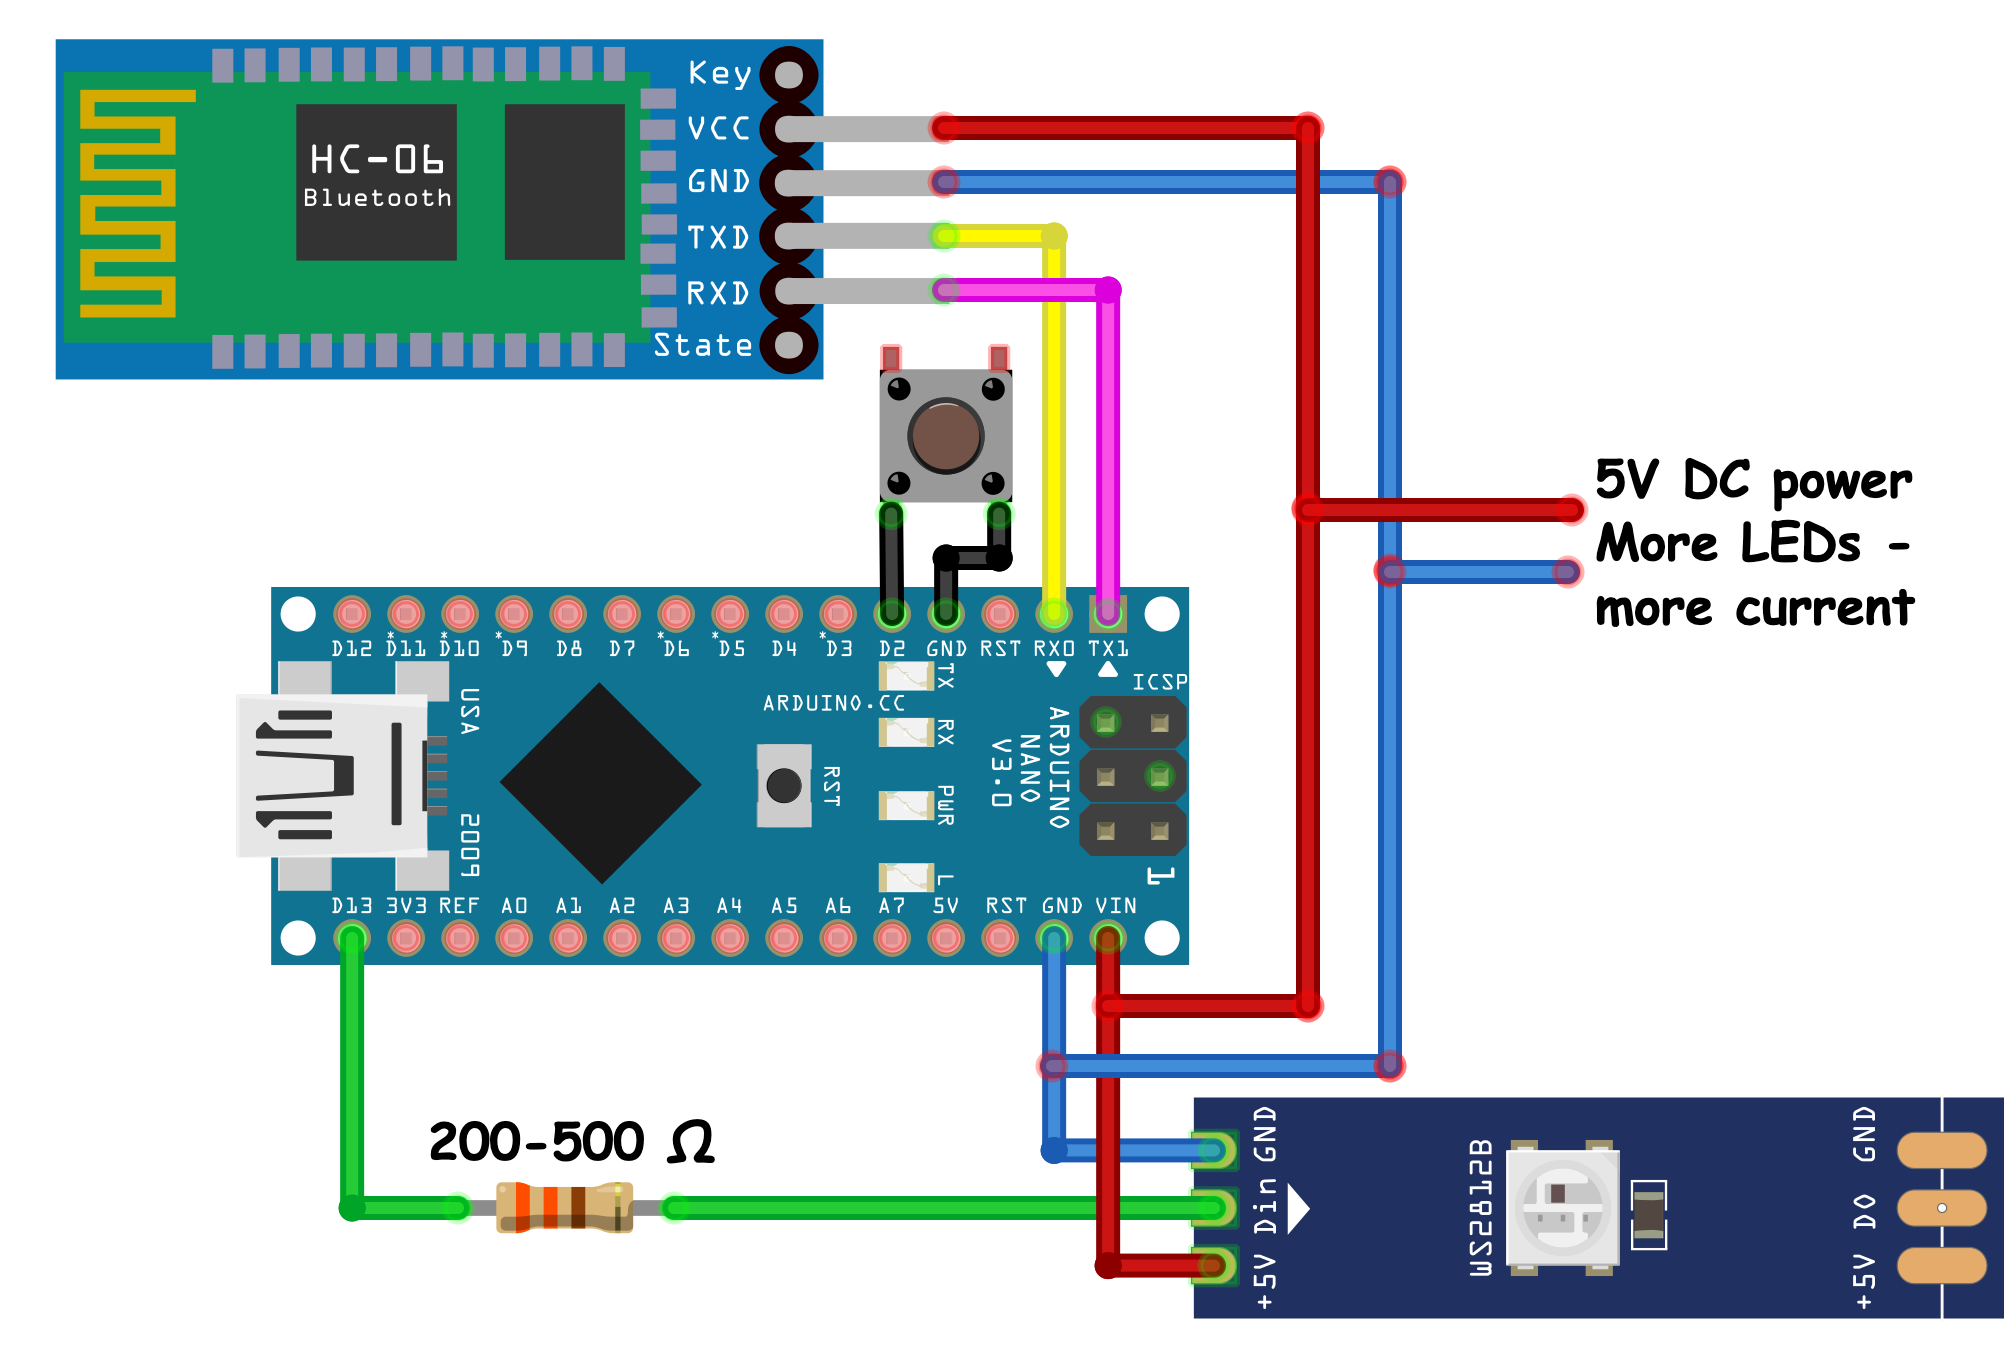 Key
VCC
GND
TXD
RXD
State
HC-06
Bluetooth
5V DC power
More LEDs -
more current
D12 *D11 *D10 *D9 D8 D7 *D6 *D5 D4 *D3 D2 GND RST RX0 TX1
TX
RX
PWR
L
ARDUINO.CC
ICSP
ARDUINO
NANO
V3.0
RST
USA
2009
1
D13 3V3 REF A0 A1 A2 A3 A4 A5 A6 A7 5V RST GND VIN
200-500 Ω
GND
Din
+5V
WS2812B
GND
DO
+5V